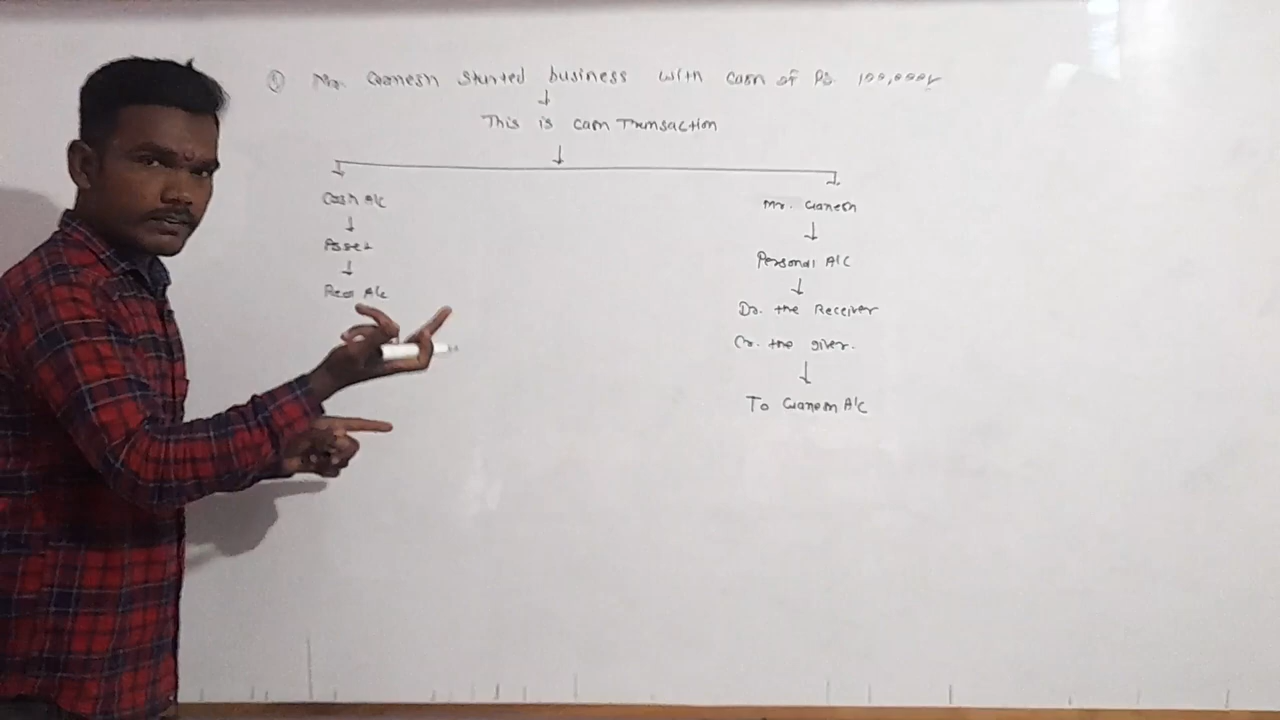 ① Mr. Ganesh started business with cash of Rs. 100,000/-
This is cash Transaction
Cash A/C
Asset
Real A/c
Mr. Ganesh
Personal A/C
Dr. the Receiver
Cr. the giver.
To Ganesh A/C